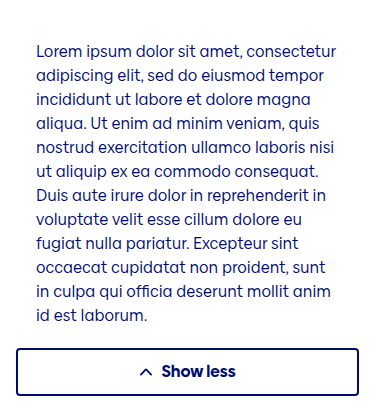 Lorem ipsum dolor sit amet, consectetur
adipiscing elit, sed do eiusmod tempor
incididunt ut labore et dolore magna
aliqua. Ut enim ad minim veniam, quis
nostrud exercitation ullamco laboris nisi
ut aliquip ex ea commodo consequat.
Duis aute irure dolor in reprehenderit in
voluptate velit esse cillum dolore eu
fugiat nulla pariatur. Excepteur sint
occaecat cupidatat non proident, sunt
in culpa qui officia deserunt mollit anim
id est laborum.
Show less